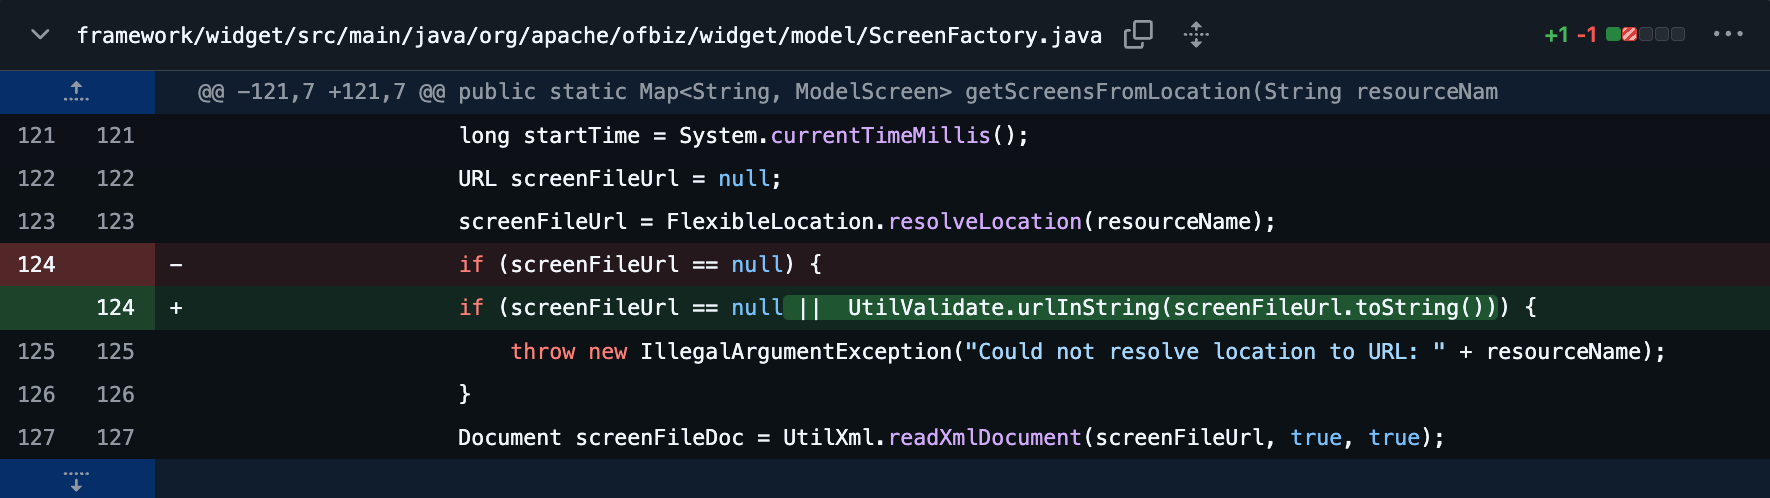 framework/widget/src/main/java/org/apache/ofbiz/widget/model/ScreenFactory.java +1 -1
@@ -121,7 +121,7 @@ public static Map<String, ModelScreen> getScreensFromLocation(String resourceNam
121 121 long startTime = System.currentTimeMillis();
122 122 URL screenFileUrl = null;
123 123 screenFileUrl = FlexibleLocation.resolveLocation(resourceName);
124 - if (screenFileUrl == null) {
124 + if (screenFileUrl == null ||  UtilValidate.urlInString(screenFileUrl.toString())) {
125 125 throw new IllegalArgumentException("Could not resolve location to URL: " + resourceName);
126 126 }
127 127 Document screenFileDoc = UtilXml.readXmlDocument(screenFileUrl, true, true);